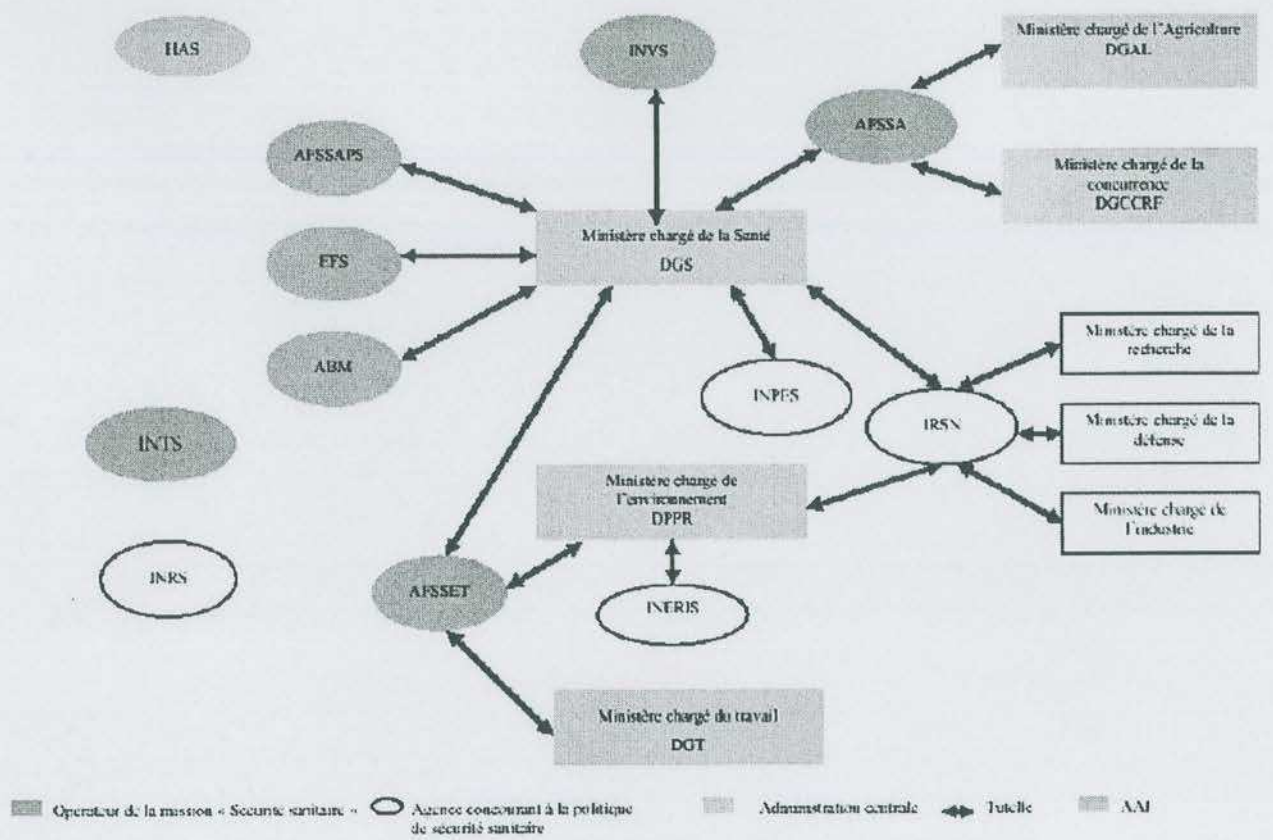 HAS
INVS
Ministère chargé de l'Agriculture
DGAL
AFSSAPS
AFSSA
Ministère chargé de la
concurrence
DGCCRF
Ministère chargé de la Santé
DGS
EFS
ABM
Ministère chargé de la
recherche
INPES
IRSN
Ministère chargé de la
défense
INTS
Ministère chargé de
l'environnement
DPPR
Ministère chargé de
l'industrie
INRS
AFSSET
INERIS
Ministère chargé du travail
DGT
Operateur de la mission « Securite sanitaire »
Agence concourant à la politique
de sécurité sanitaire
Administration centrale
Tutelle
AAI